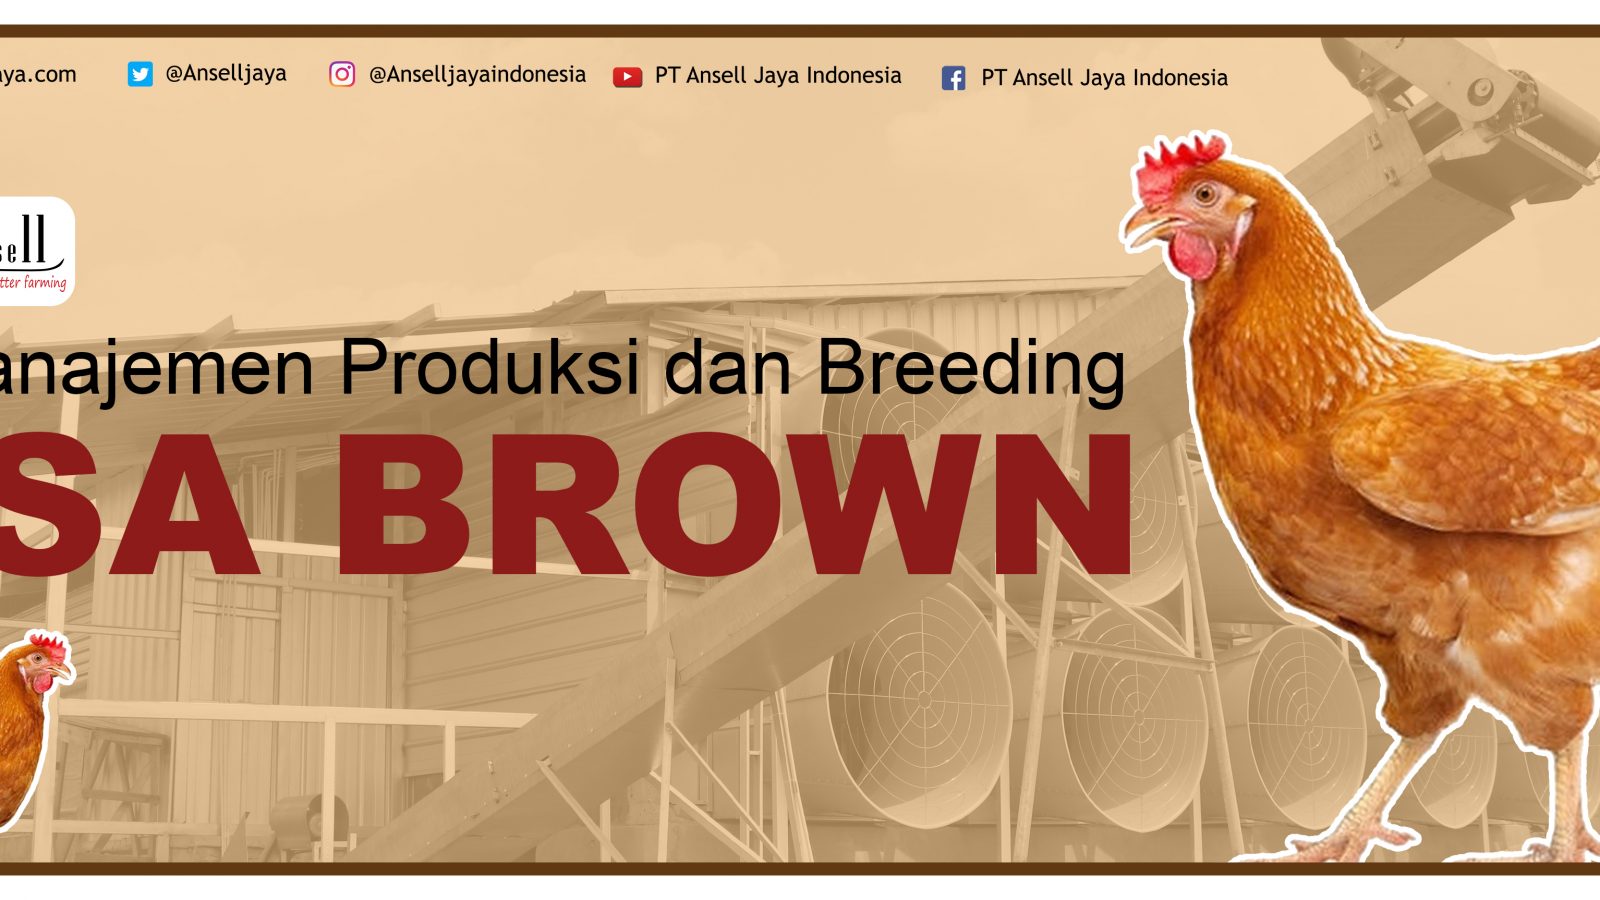 aya.com @Anselljaya @Anselljayaindonesia PT Ansell Jaya Indonesia PT Ansell Jaya Indonesia
sell
tter farming
anajemen Produksi dan Breeding
SA BROWN